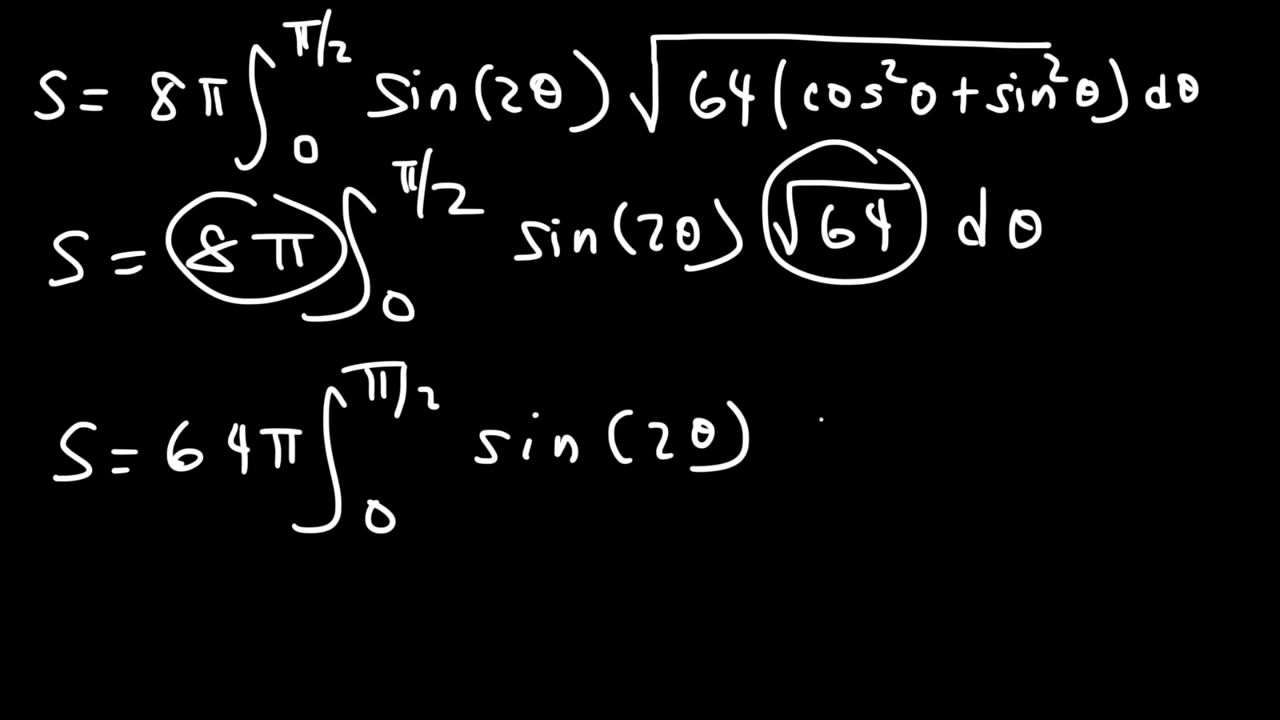 S = 8π∫₀^{π/2} sin(2θ)√(64(cos²θ + sin²θ)) dθ
S = 8π∫₀^{π/2} sin(2θ)√64 dθ
S = 64π∫₀^{π/2} sin(2θ)